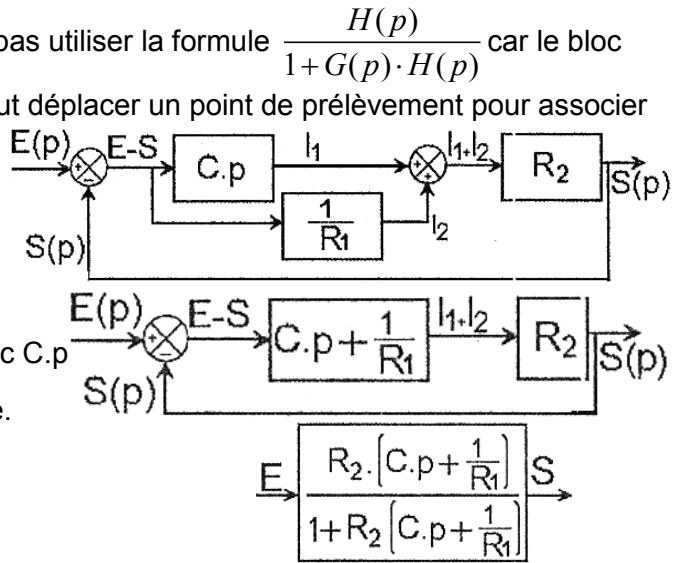 pas utiliser la formule H(p) / 1+G(p)·H(p) car le bloc
ut déplacer un point de prélèvement pour associer
E(p) + − E-S C.p I₁ + + I₁+I₂ R₂ S(p)
1/R₁ I₂
S(p)
E(p) + − E-S C.p+1/R₁ I₁+I₂ R₂ S(p)
c C.p
S(p)
e.
E R₂.(C.p+1/R₁) / 1+R₂(C.p+1/R₁) S